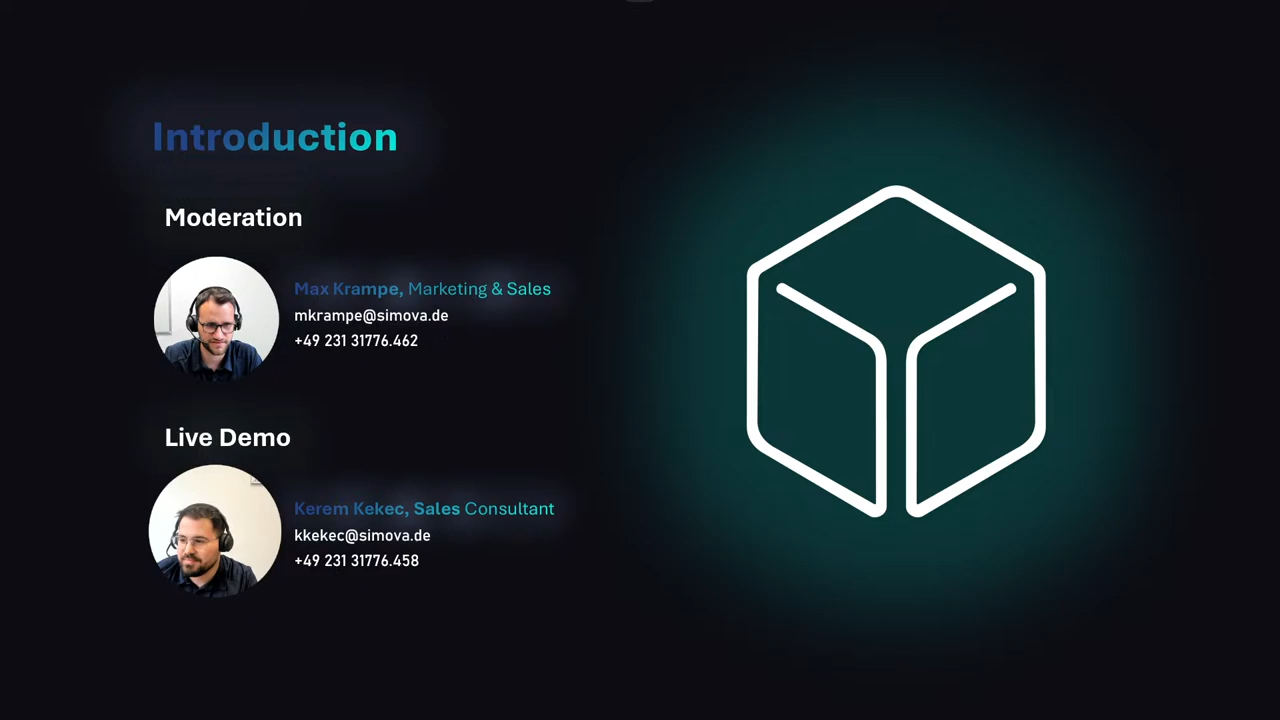 Introduction
Moderation
Max Krampe, Marketing & Sales
mkrampe@simova.de
+49 231 31776.462
Live Demo
Kerem Kekec, Sales Consultant
kkekec@simova.de
+49 231 31776.458